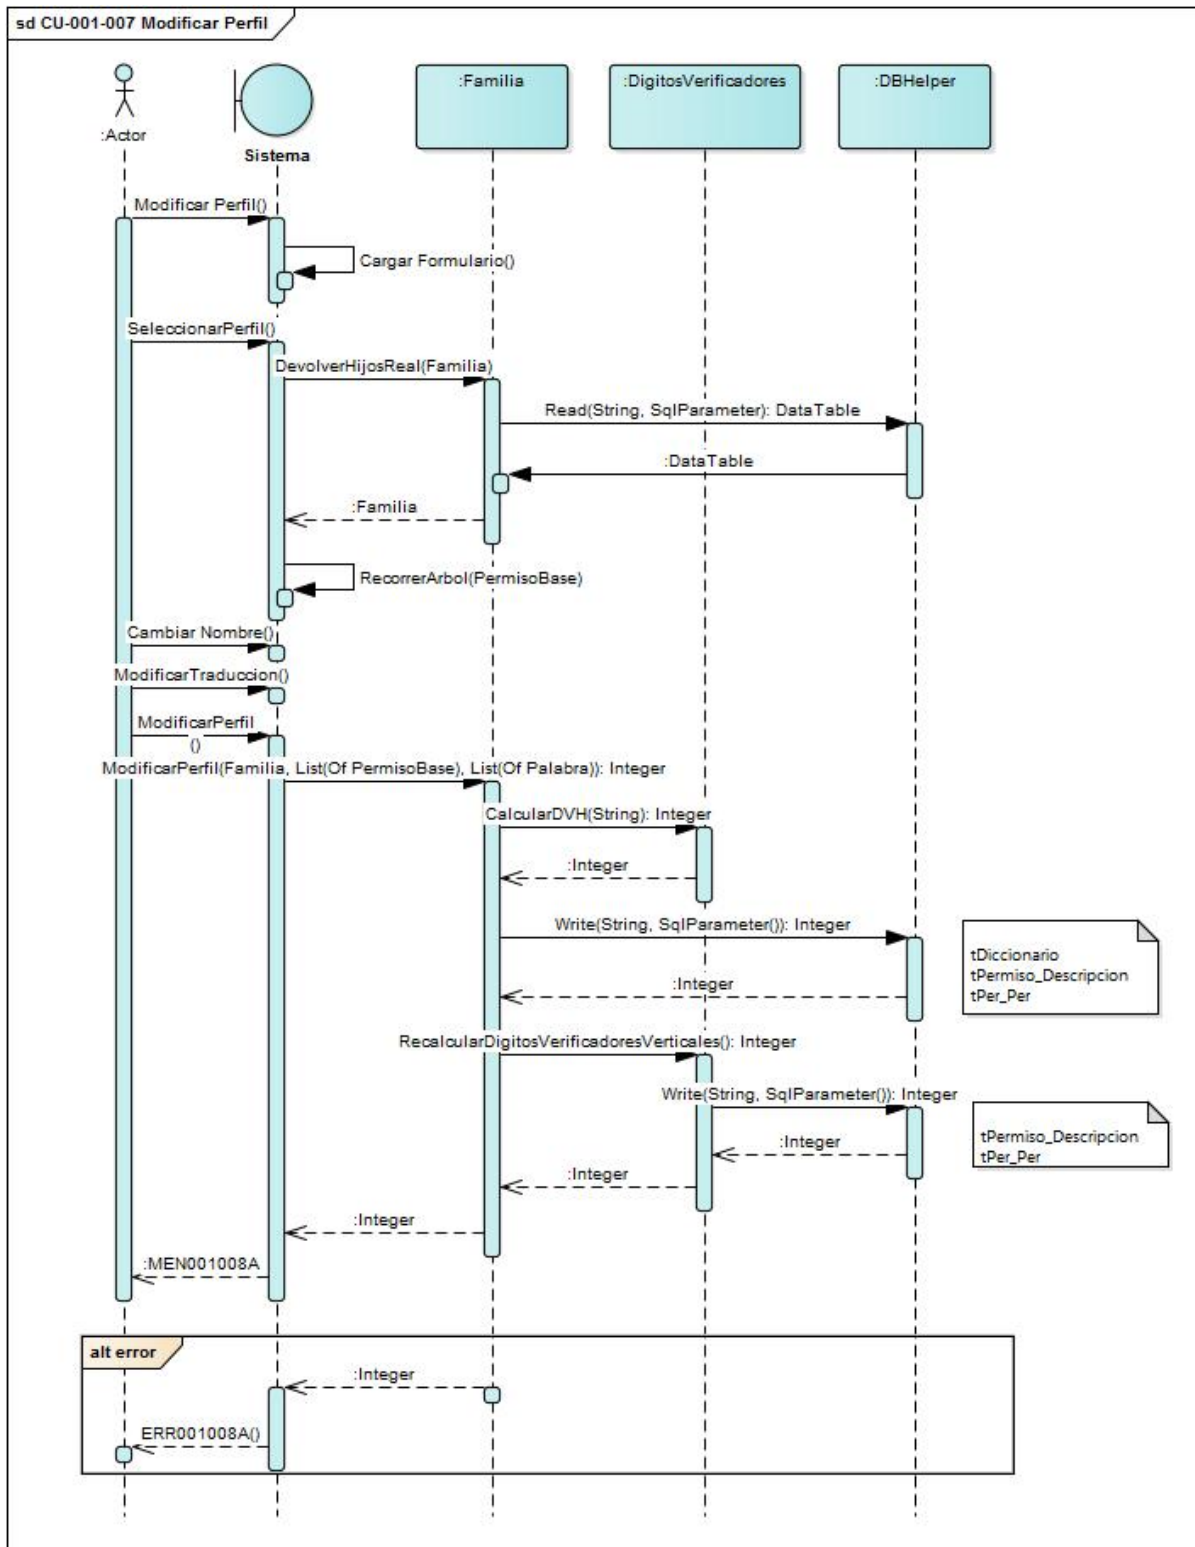 sd CU-001-007 Modificar Perfil
:Actor
Sistema
:Familia
:DigitosVerificadores
:DBHelper
Modificar Perfil()
Cargar Formulario()
SeleccionarPerfil()
DevolverHijosReal(Familia)
Read(String, SqlParameter): DataTable
:DataTable
:Familia
RecorrerArbol(PermisoBase)
Cambiar Nombre()
ModificarTraduccion()
ModificarPerfil
()
ModificarPerfil(Familia, List(Of PermisoBase), List(Of Palabra)): Integer
CalcularDVH(String): Integer
:Integer
Write(String, SqlParameter()): Integer
tDiccionario
tPermiso_Descripcion
tPer_Per
:Integer
RecalcularDigitosVerificadoresVerticales(): Integer
Write(String, SqlParameter()): Integer
tPermiso_Descripcion
tPer_Per
:Integer
:Integer
:Integer
:MEN001008A
alt error
:Integer
ERR001008A()